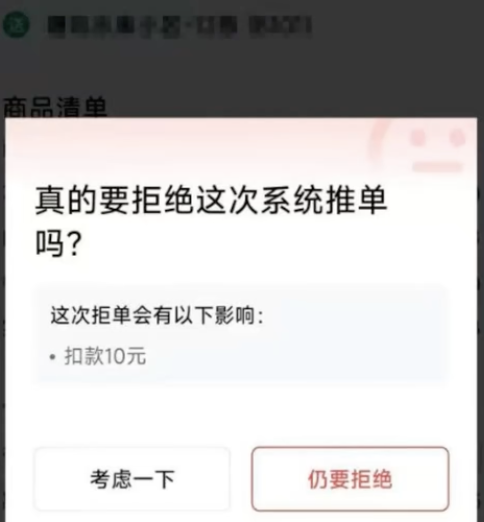 送
商品清单
真的要拒绝这次系统推单
吗?
这次拒单会有以下影响:
• 扣款10元
考虑一下
仍要拒绝